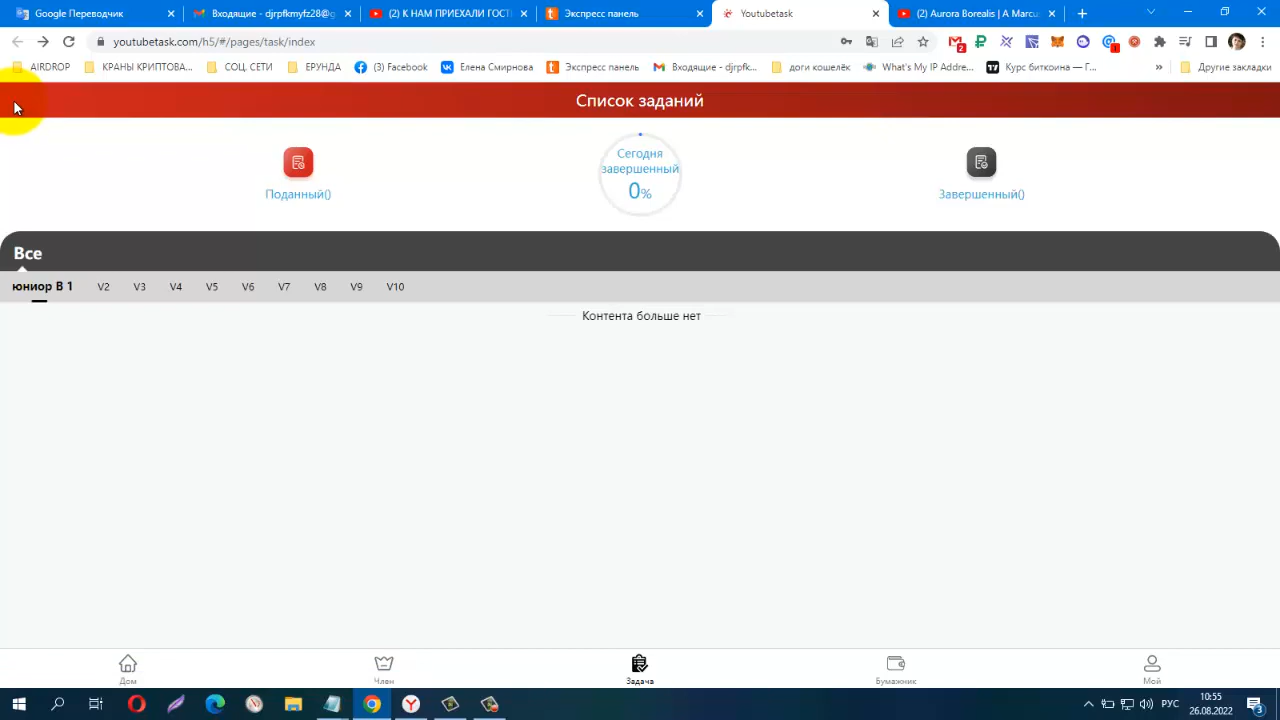 Google Переводчик
Входящие - djrpfkmyfz28@g
(2) К НАМ ПРИЕХАЛИ ГОСТ
Экспресс панель
Youtubetask
(2) Aurora Borealis | A Marcus
youtubetask.com/h5/#/pages/task/index
2
1
AIRDROP
КРАНЫ КРИПТОВА...
СОЦ. СЕТИ
ЕРУНДА
(3) Facebook
Елена Смирнова
Экспресс панель
Входящие - djrpfk...
доги кошелёк
What's My IP Addre...
Курс биткоина — Г...
»
Другие закладки
Список заданий
Поданный()
Сегодня
завершенный
0%
Завершенный()
Все
юниор В 1 V2 V3 V4 V5 V6 V7 V8 V9 V10
Контента больше нет
Дом
Член
Задача
Бумажник
Мой
РУС
10:55
26.08.2022
3